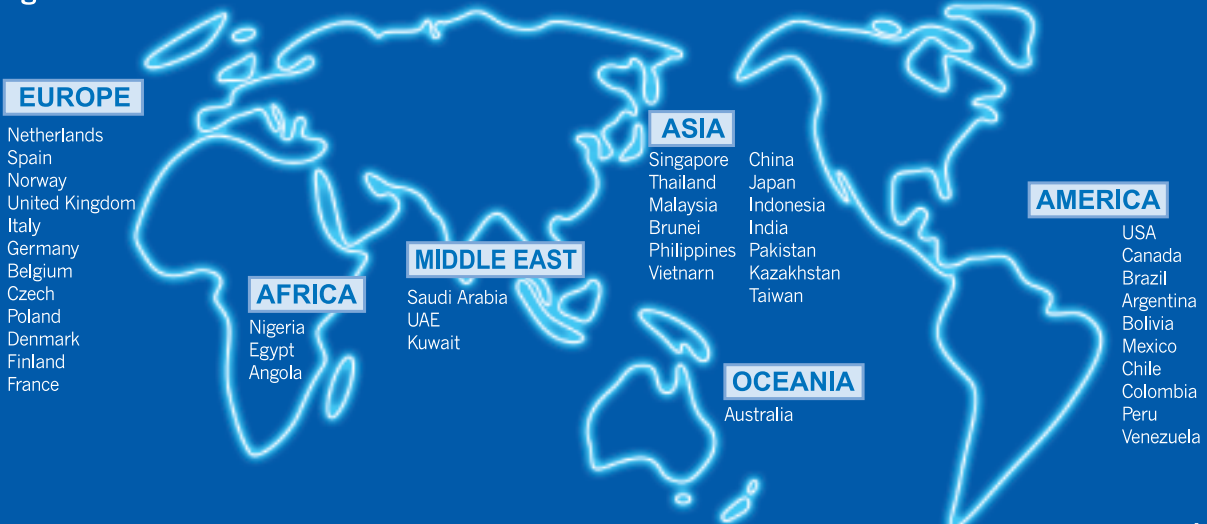 EUROPE
Netherlands
Spain
Norway
United Kingdom
Italy
Germany
Belgium
Czech
Poland
Denmark
Finland
France
AFRICA
Nigeria
Egypt
Angola
MIDDLE EAST
Saudi Arabia
UAE
Kuwait
ASIA
Singapore
Thailand
Malaysia
Brunei
Philippines
Vietnarn
China
Japan
Indonesia
India
Pakistan
Kazakhstan
Taiwan
OCEANIA
Australia
AMERICA
USA
Canada
Brazil
Argentina
Bolivia
Mexico
Chile
Colombia
Peru
Venezuela